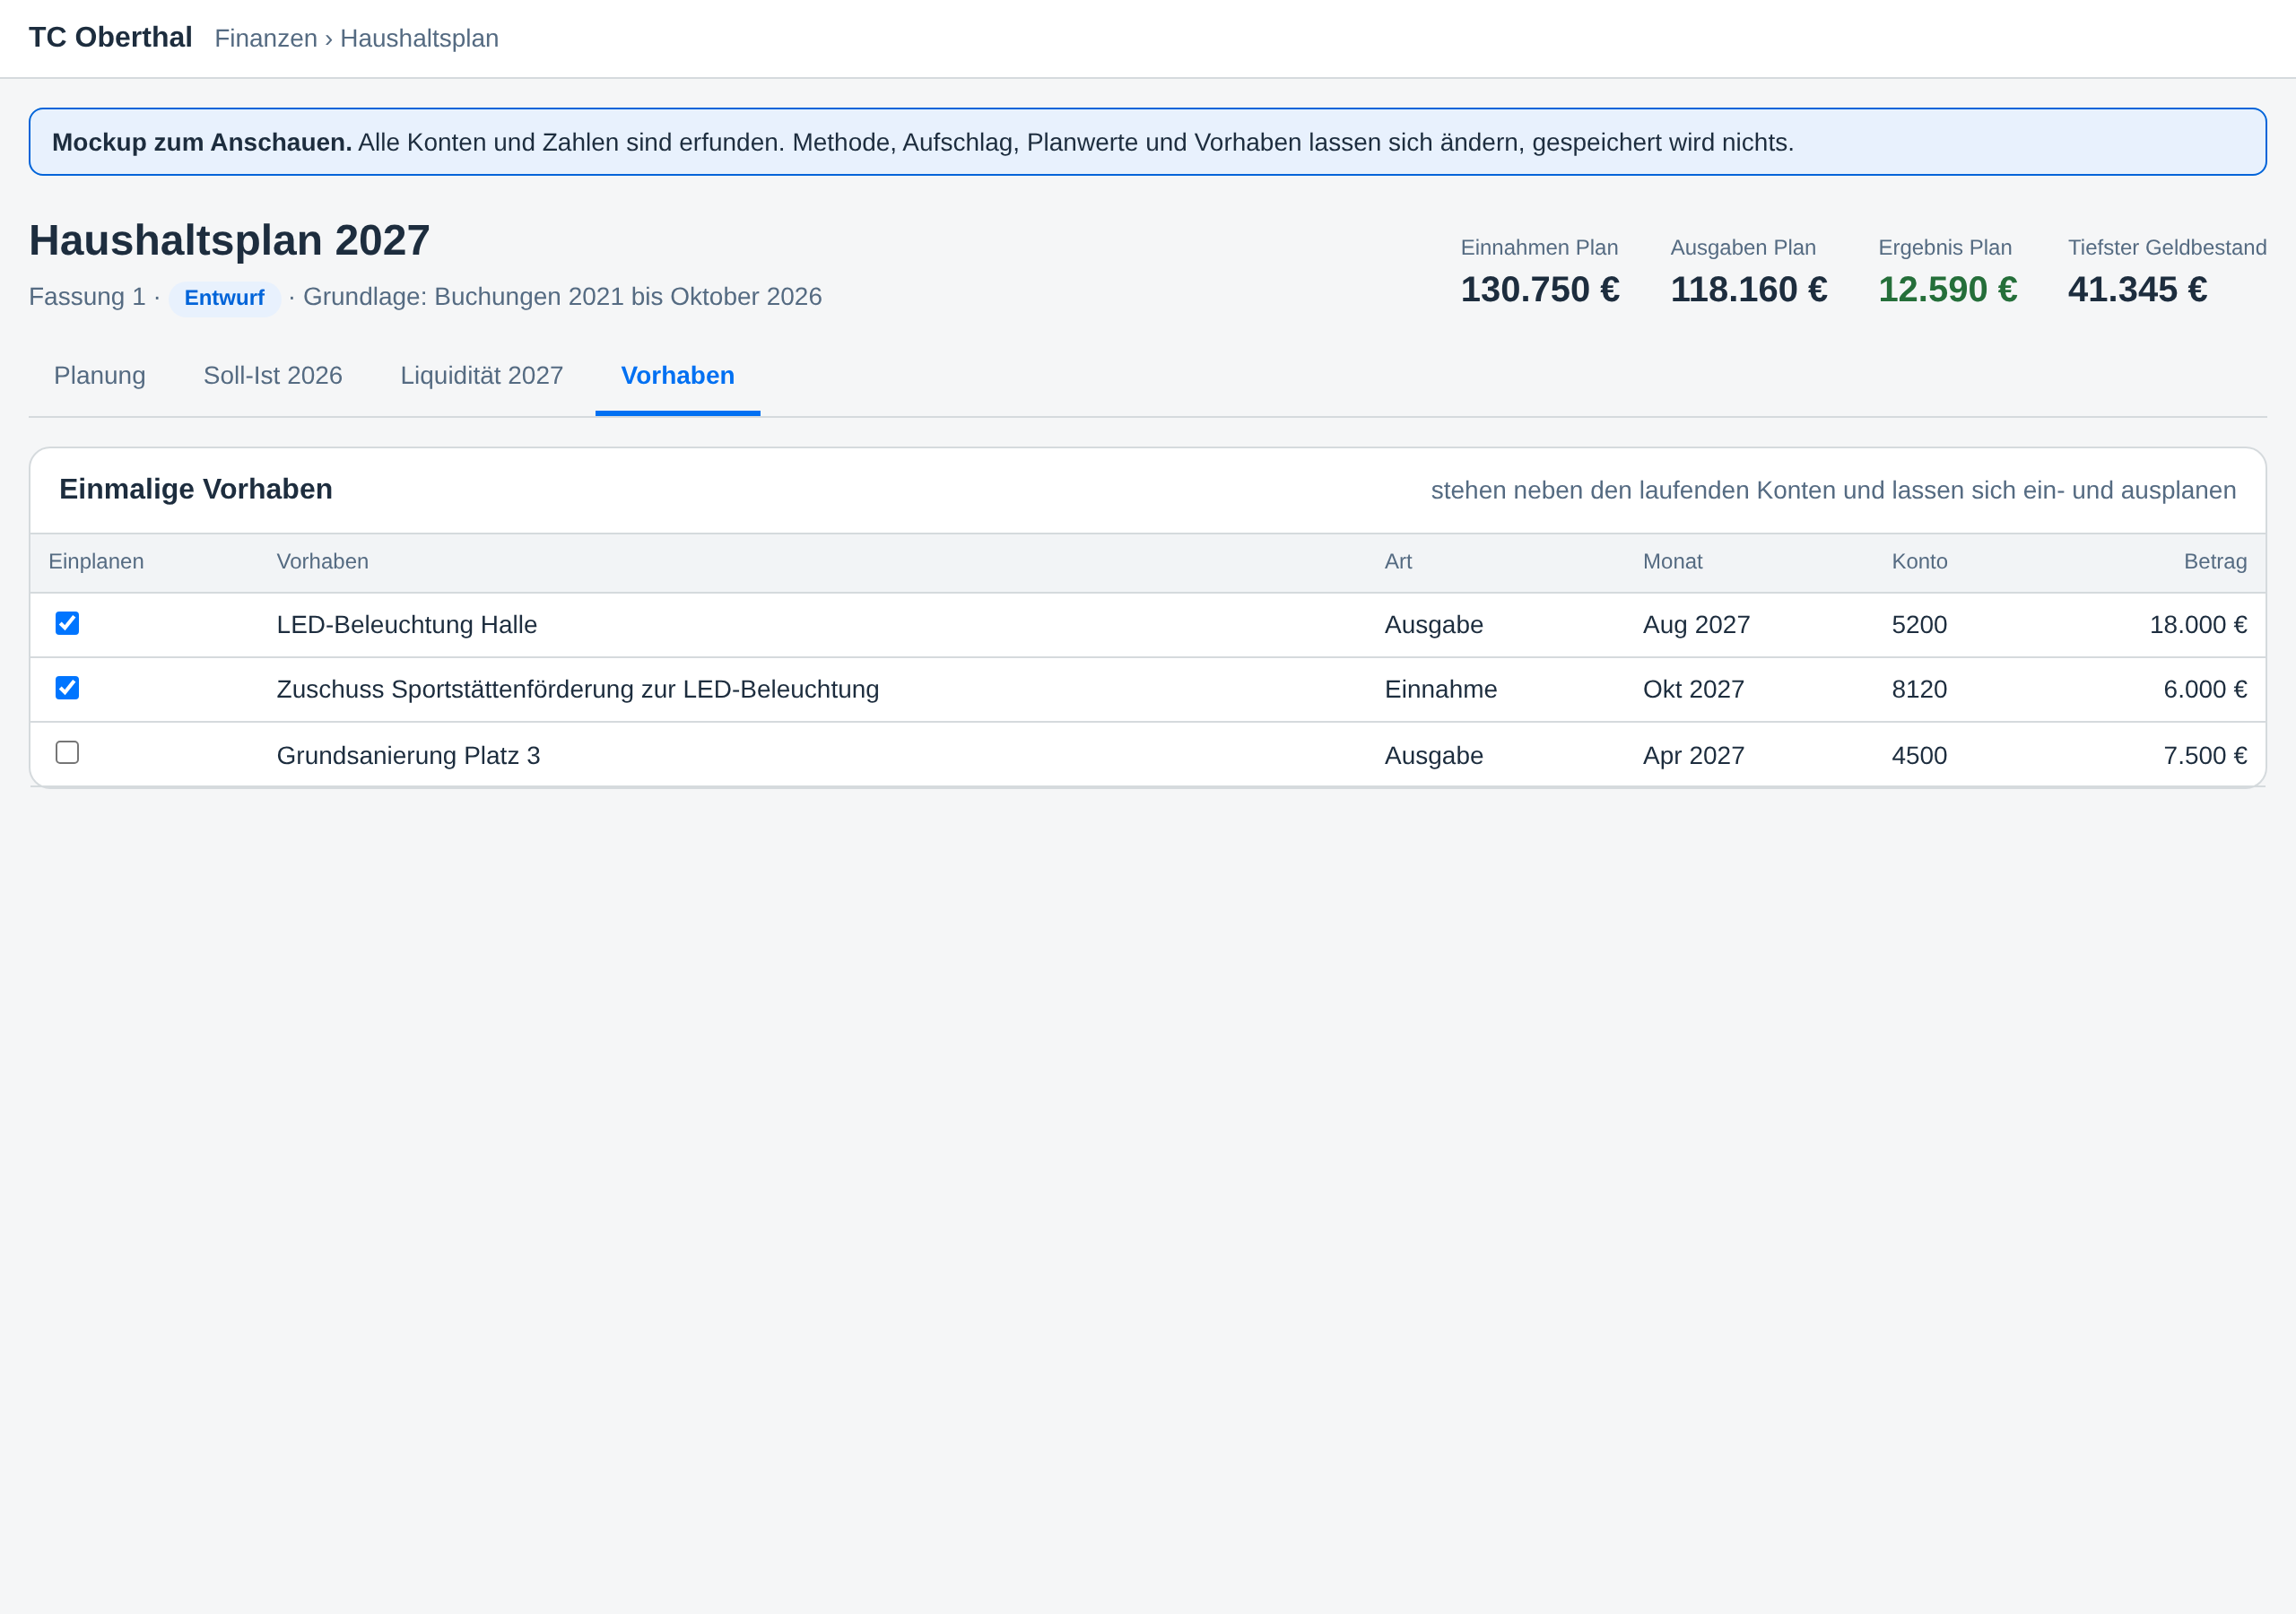 TC Oberthal Finanzen › Haushaltsplan
Mockup zum Anschauen. Alle Konten und Zahlen sind erfunden. Methode, Aufschlag, Planwerte und Vorhaben lassen sich ändern, gespeichert wird nichts.
Haushaltsplan 2027
Fassung 1 · Entwurf · Grundlage: Buchungen 2021 bis Oktober 2026
Einnahmen Plan Ausgaben Plan Ergebnis Plan Tiefster Geldbestand
130.750 € 118.160 € 12.590 € 41.345 €
Planung Soll-Ist 2026 Liquidität 2027 Vorhaben
Einmalige Vorhaben stehen neben den laufenden Konten und lassen sich ein- und ausplanen
Einplanen Vorhaben Art Monat Konto Betrag
LED-Beleuchtung Halle Ausgabe Aug 2027 5200 18.000 €
Zuschuss Sportstättenförderung zur LED-Beleuchtung Einnahme Okt 2027 8120 6.000 €
Grundsanierung Platz 3 Ausgabe Apr 2027 4500 7.500 €